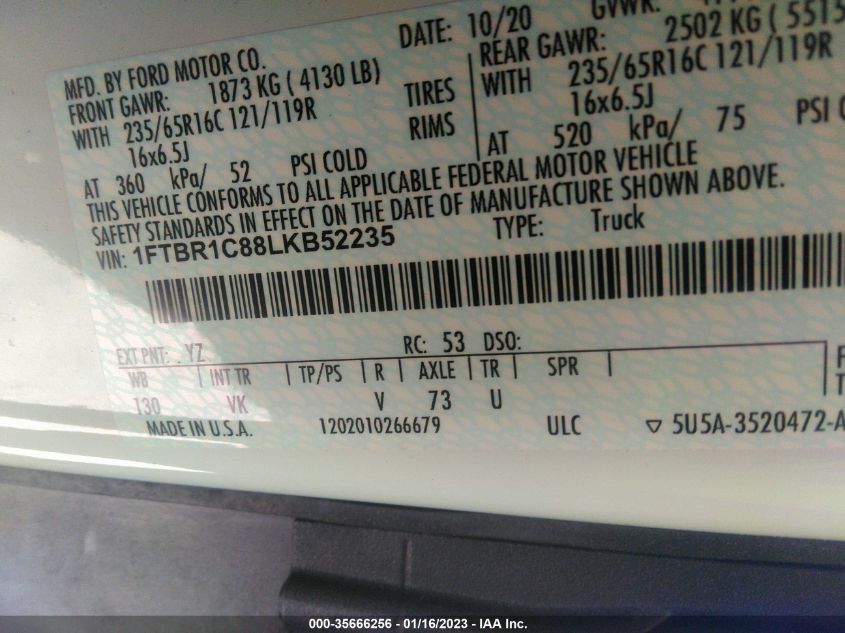 MFD. BY FORD MOTOR CO. DATE: 10/20 GVWR:
FRONT GAWR: 1873 KG ( 4130 LB) REAR GAWR: 2502 KG ( 5515
WITH 235/65R16C 121/119R TIRES WITH 235/65R16C 121/119R
16x6.5J RIMS 16x6.5J
AT 360 kPa/ 52 PSI COLD AT 520 kPa/ 75 PSI
THIS VEHICLE CONFORMS TO ALL APPLICABLE FEDERAL MOTOR VEHICLE
SAFETY STANDARDS IN EFFECT ON THE DATE OF MANUFACTURE SHOWN ABOVE.
VIN: 1FTBR1C88LKB52235 TYPE: Truck
EXT PNT: YZ RC: 53 DSO:
WB INT TR TP/PS R AXLE TR SPR
130 VK V 73 U
MADE IN U.S.A. 1202010266679 ULC ▽ 5U5A-3520472-A
000-35666256 - 01/16/2023 - IAA Inc.